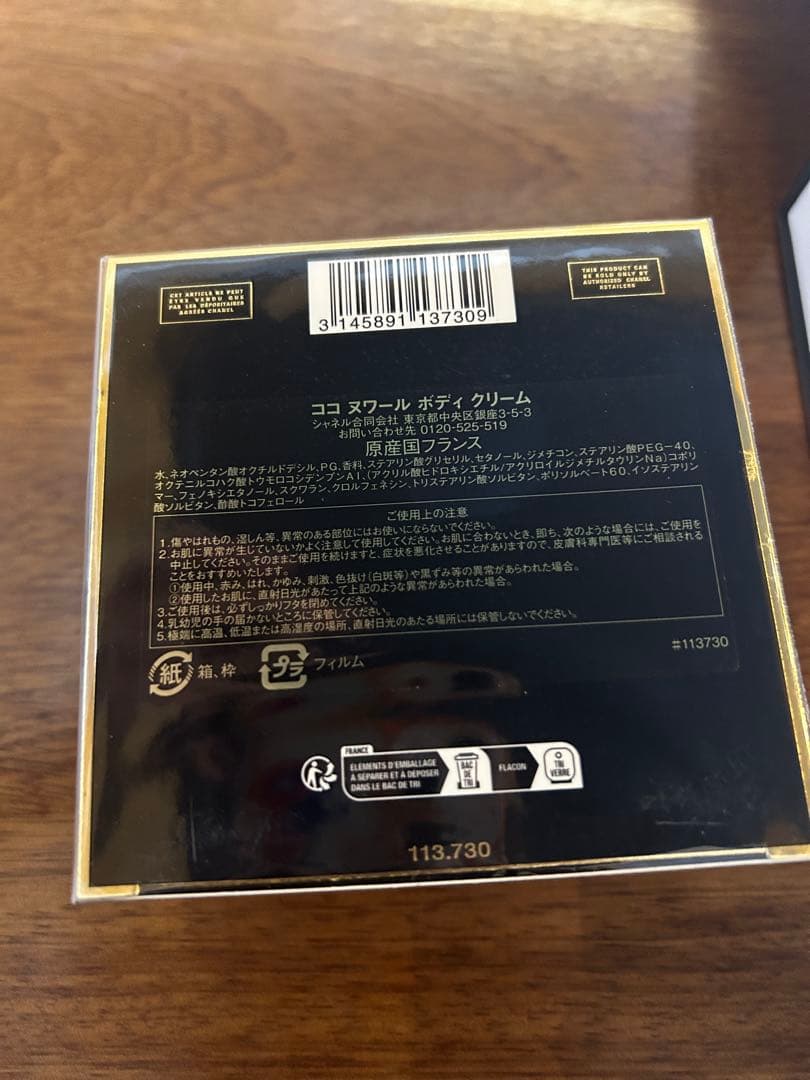 CET ARTICLE NE PEUT
ETRE VENDU QUE
PAR LES DÉPOSITAIRES
AGRÉÉS CHANEL
3 145891 137309
THIS PRODUCT CAN
BE SOLD ONLY BY
AUTHORIZED CHANEL
RETAILERS
ココ ヌワール ボディ クリーム
シャネル合同会社 東京都中央区銀座3-5-3
お問い合わせ先 0120-525-519
原産国フランス
水、ネオペンタン酸オクチルドデシル、PG、香料、ステアリン酸グリセリル、セタノール、ジメチコン、ステアリン酸PEG-40、
オクテニルコハク酸トウモロコシデンプンAl、(アクリル酸ヒドロキシエチル/アクリロイルジメチルタウリンNa)コポリ
マー、フェノキシエタノール、スクワラン、クロルフェネシン、トリステアリン酸ソルビタン、ポリソルベート60、イソステアリン
酸ソルビタン、酢酸トコフェロール
ご使用上の注意
1.傷やはれもの、湿しん等、異常のある部位にはお使いにならないでください。
2.お肌に異常が生じていないかよく注意して使用してください。お肌に合わないとき、即ち、次のような場合には、ご使用を
中止してください。そのままご使用を続けますと、症状を悪化させることがありますので、皮膚科専門医等にご相談される
ことをおすすめいたします。
①使用中、赤み、はれ、かゆみ、刺激、色抜け(白斑等)や黒ずみ等の異常があらわれた場合。
②使用したお肌に、直射日光があたって上記のような異常があらわれた場合。
3.ご使用後は、必ずしっかりフタを閉めてください。
4.乳幼児の手の届かないところに保管してください。
5.極端に高温、低温または高湿度の場所、直射日光のあたる場所には保管しないでください。
#113730
紙 箱、枠 プラ フィルム
FRANCE
ÉLÉMENTS D'EMBALLAGE
À SÉPARER ET À DÉPOSER
DANS LE BAC DE TRI
BAC
DE
TRI
FLACON
TRI
VERRE
113.730